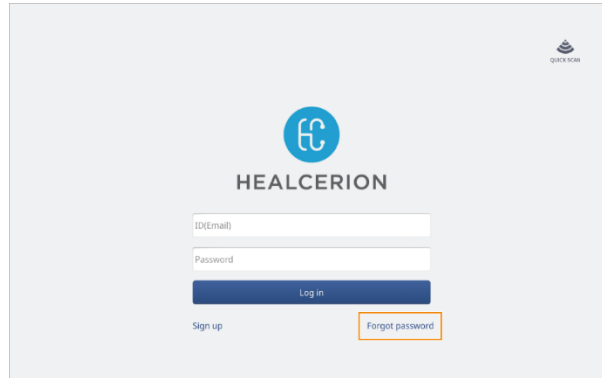 QUICK SCAN
HEALCERION
ID(Email)
Password
Log in
Sign up
Forgot password